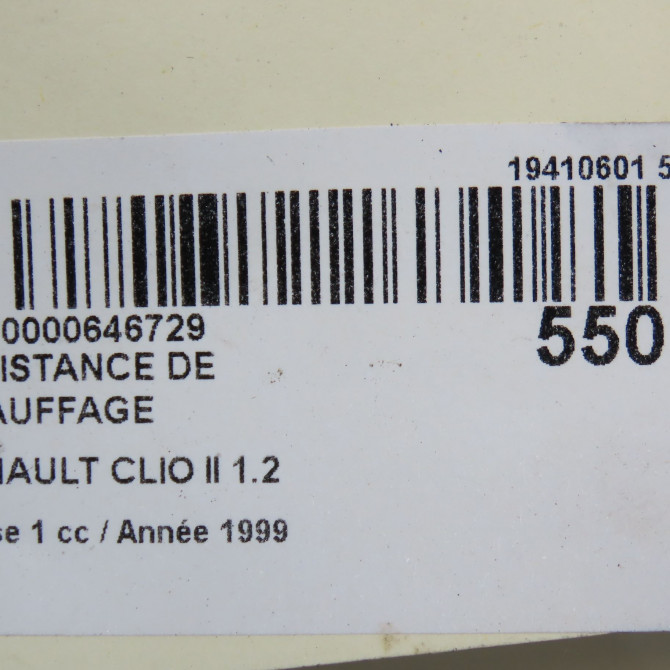 19410601 5
0000646729
550
ISTANCE DE
AUFFAGE
AULT CLIO II 1.2
se 1 cc / Année 1999